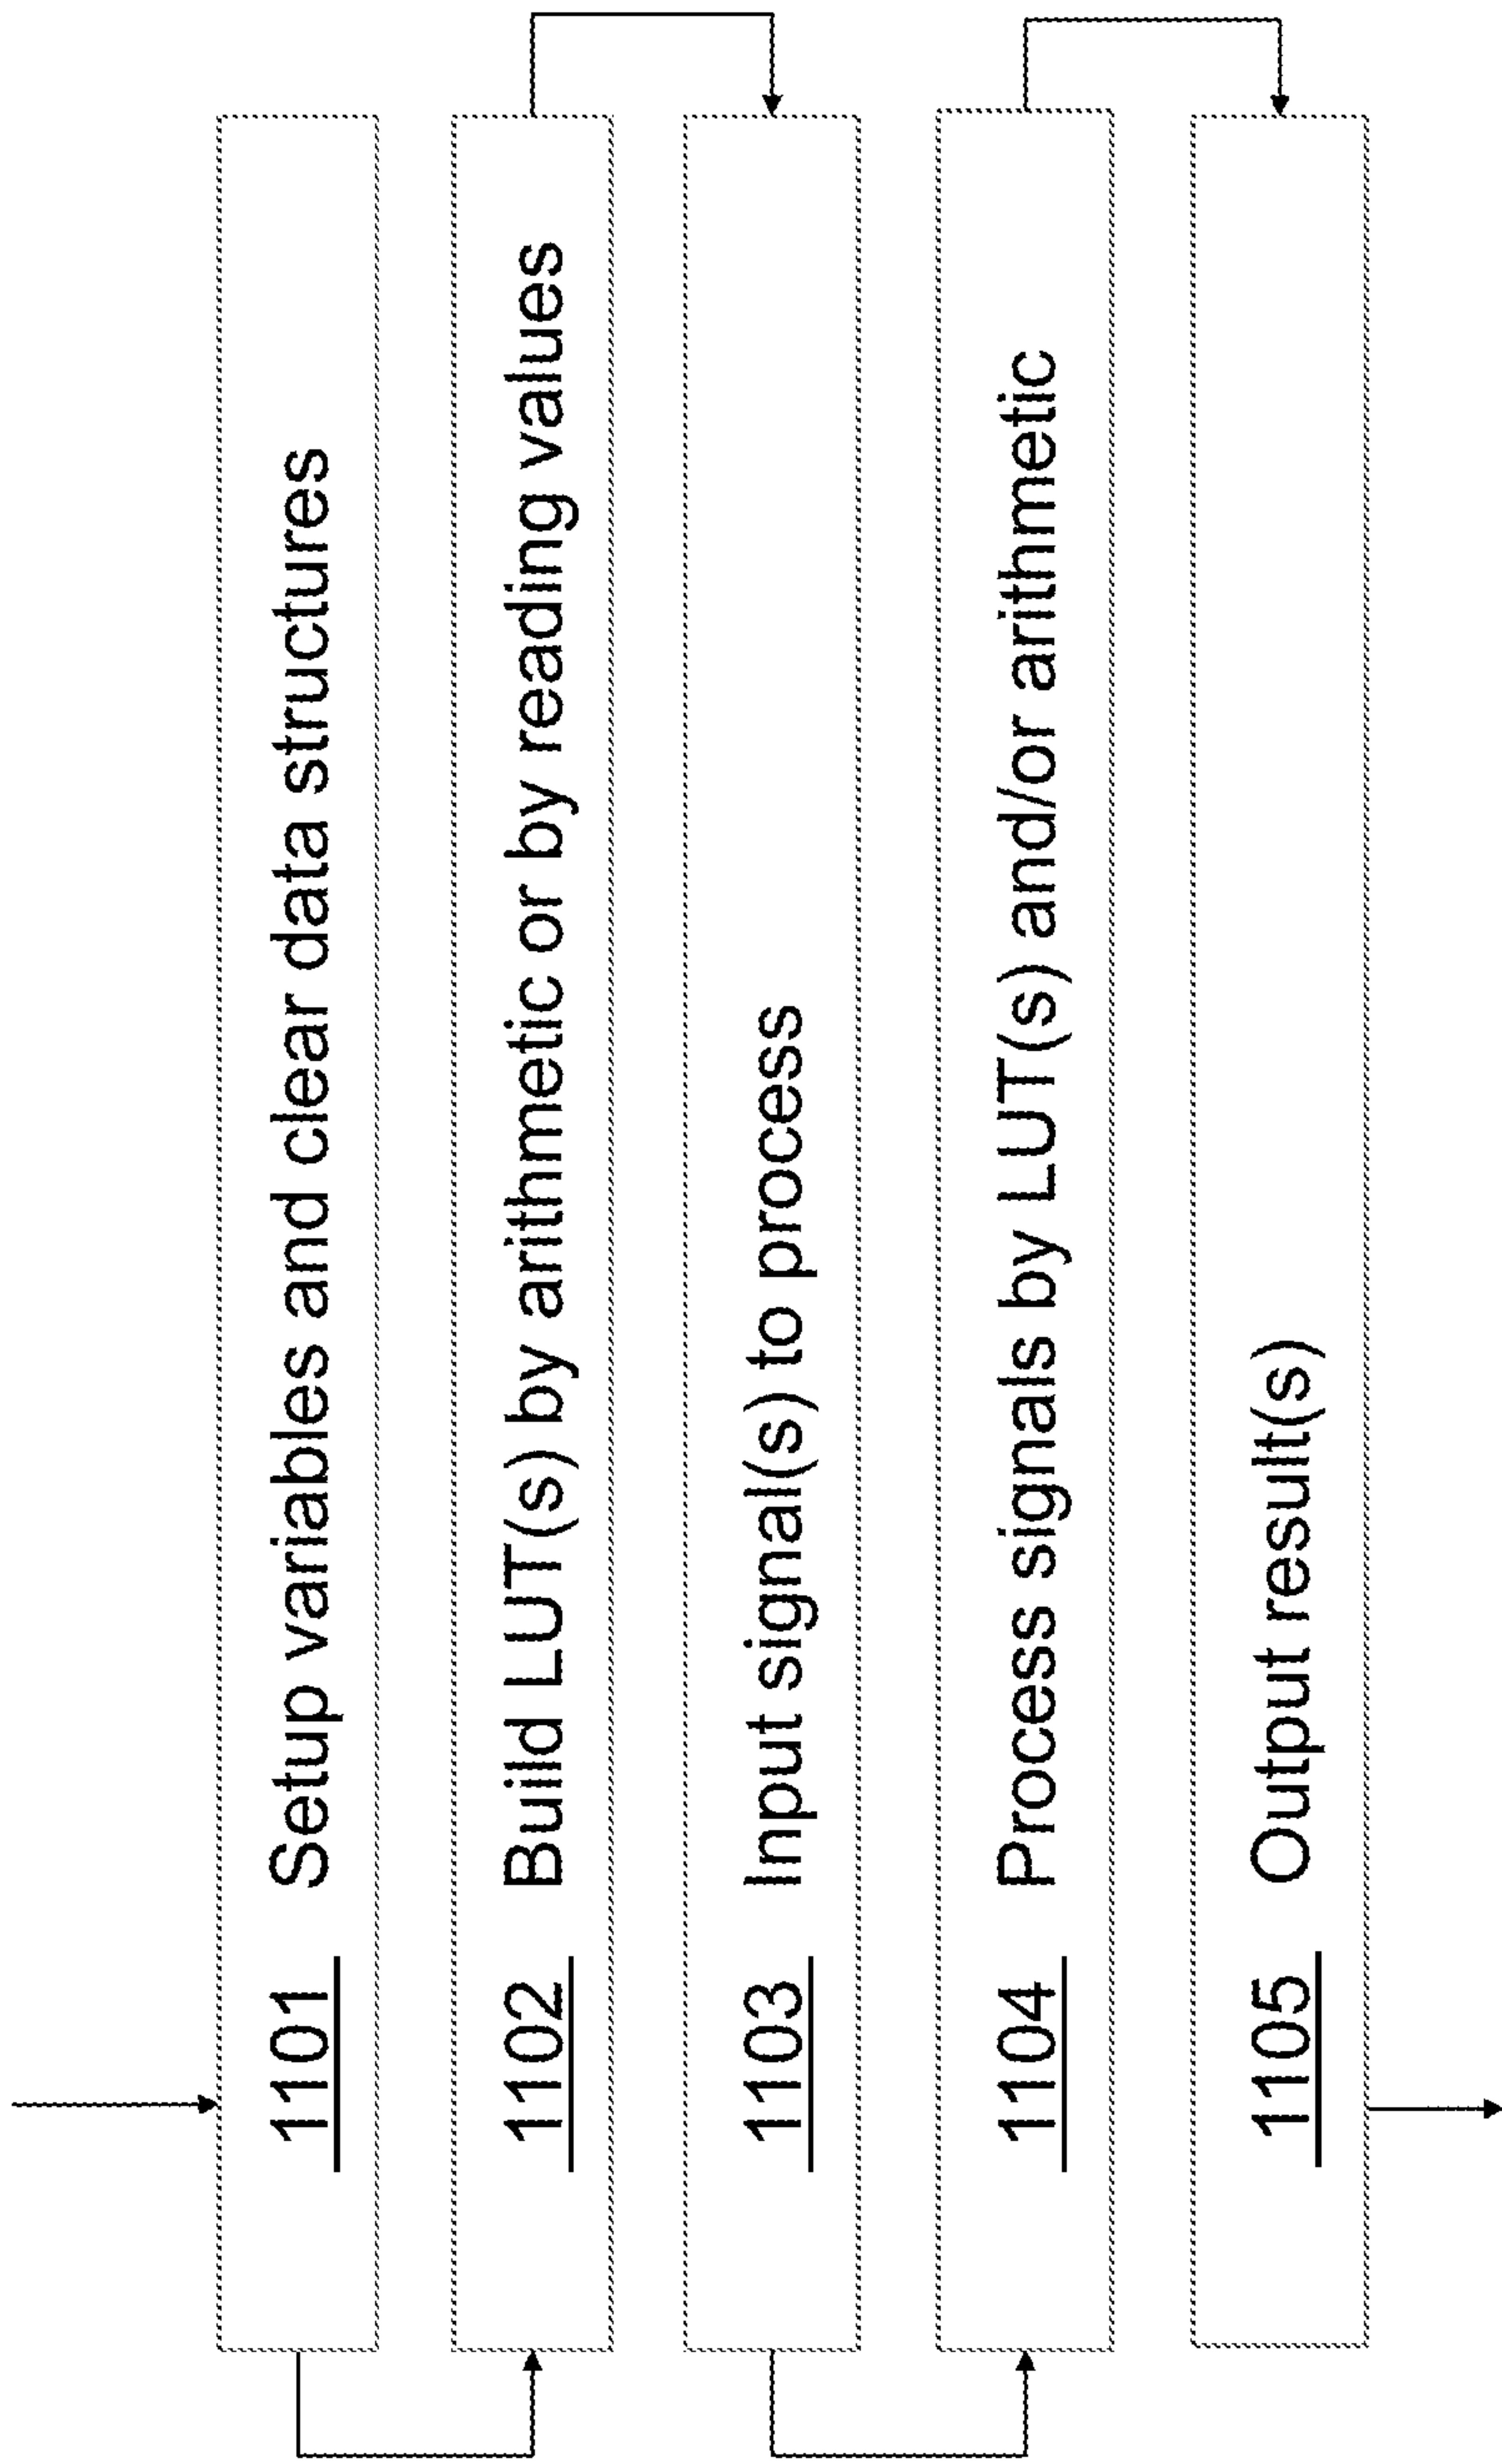 1101 Setup variables and clear data structures
1102 Build LUT(s) by arithmetic or by reading values
1103 Input signal(s) to process
1104 Process signals by LUT(s) and/or arithmetic
1105 Output result(s)